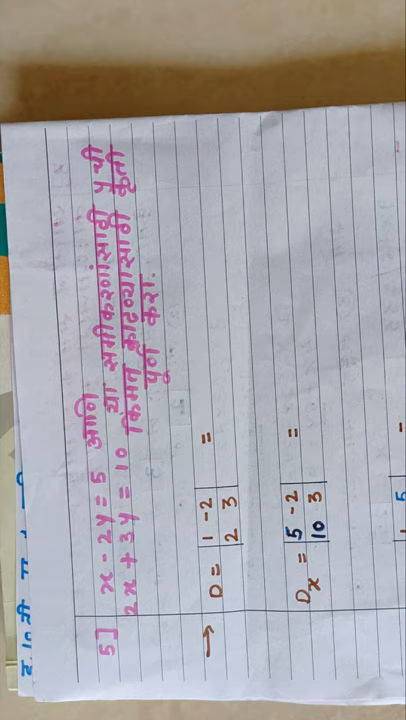 5] x - 2y = 5 आणि
2x + 3y = 10 या समीकरणांसाठी y ची
किंमत काढण्यासाठी कृती
पूर्ण करा.
→ D = | 1 -2 | =
| 2 3 |
Dx = | 5 -2 | =
| 10 3 |